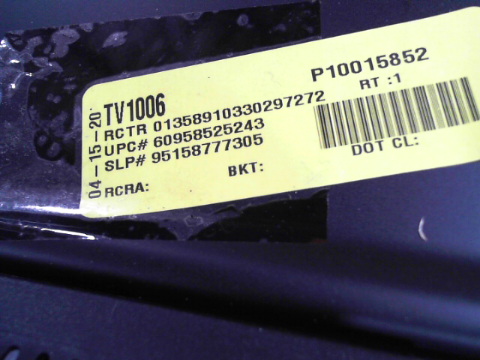 P10015852
RT :1
04-15-20
TV1006
I RCTR 01358910330297272
UPC# 60958525243
SLP# 95158777305
DOT CL:
BKT:
RCRA: